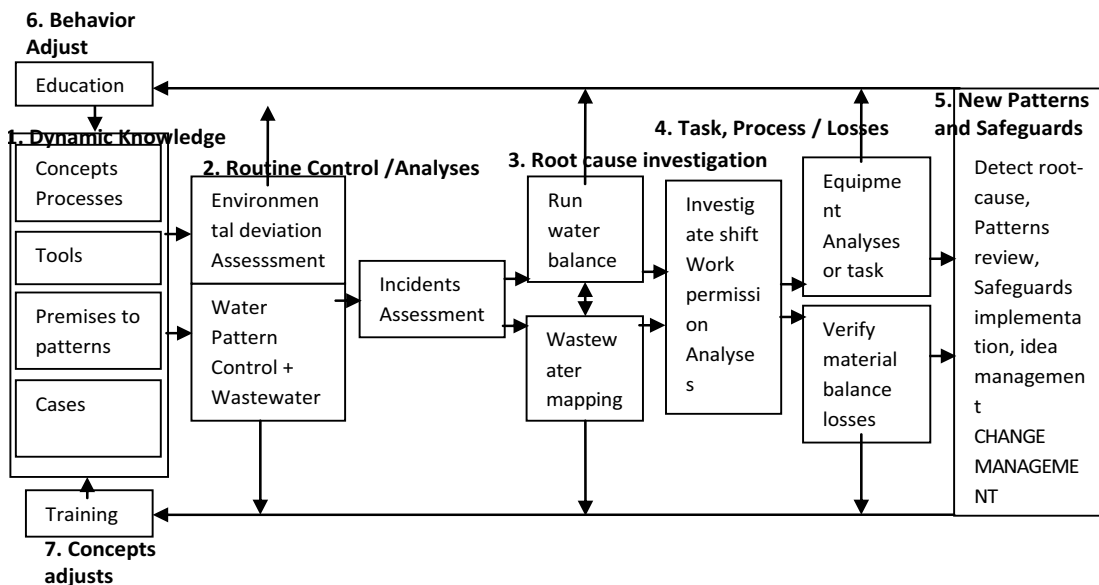 6. Behavior
Adjust
Education
1. Dynamic Knowledge
Concepts
Processes
Tools
Premises to
patterns
Cases
Training
7. Concepts
adjusts
2. Routine Control /Analyses
Environmen
tal deviation
Assesssment
Water
Pattern
Control +
Wastewater
Incidents
Assessment
3. Root cause investigation
Run
water
balance
Wastew
ater
mapping
4. Task, Process / Losses
Investig
ate shift
Work
permissi
on
Analyse
s
Equipme
nt
Analyses
or task
Verify
material
balance
losses
5. New Patterns
and Safeguards
Detect root-
cause,
Patterns
review,
Safeguards
implementa
tion, idea
managemen
t
CHANGE
MANAGEME
NT